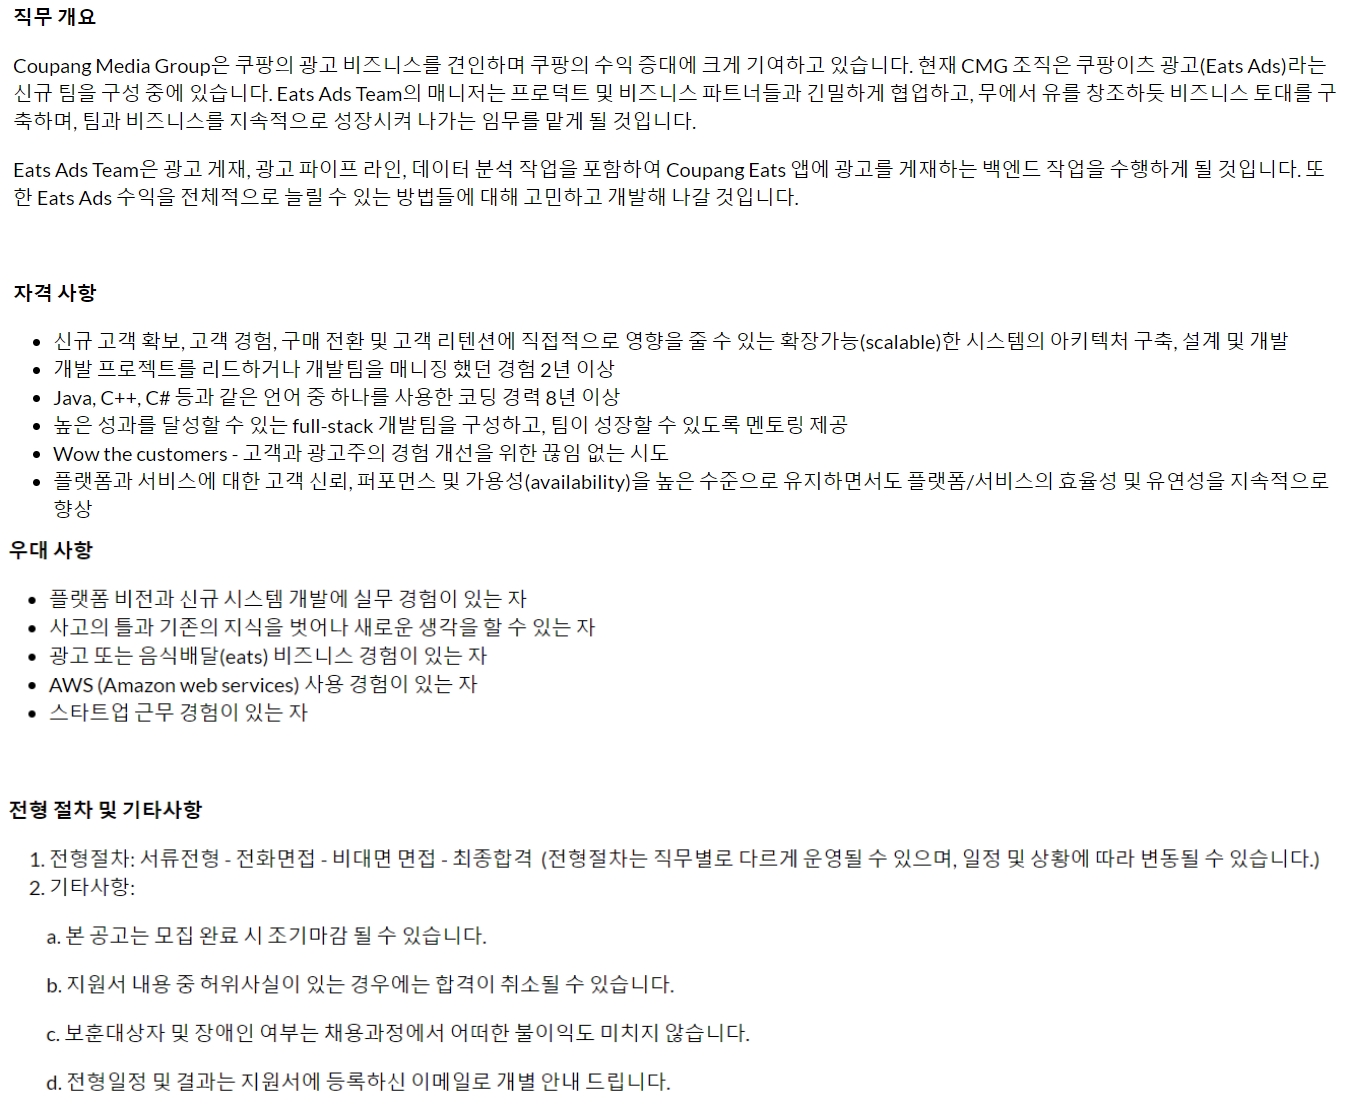 직무 개요
Coupang Media Group은 쿠팡의 광고 비즈니스를 견인하며 쿠팡의 수익 증대에 크게 기여하고 있습니다. 현재 CMG 조직은 쿠팡이츠 광고(Eats Ads)라는
신규 팀을 구성 중에 있습니다. Eats Ads Team의 매니저는 프로덕트 및 비즈니스 파트너들과 긴밀하게 협업하고, 무에서 유를 창조하듯 비즈니스 토대를 구
축하며, 팀과 비즈니스를 지속적으로 성장시켜 나가는 임무를 맡게 될 것입니다.
Eats Ads Team은 광고 게재, 광고 파이프 라인, 데이터 분석 작업을 포함하여 Coupang Eats 앱에 광고를 게재하는 백엔드 작업을 수행하게 될 것입니다. 또
한 Eats Ads 수익을 전체적으로 늘릴 수 있는 방법들에 대해 고민하고 개발해 나갈 것입니다.
자격 사항
• 신규 고객 확보, 고객 경험, 구매 전환 및 고객 리텐션에 직접적으로 영향을 줄 수 있는 확장가능(scalable)한 시스템의 아키텍처 구축, 설계 및 개발
• 개발 프로젝트를 리드하거나 개발팀을 매니징 했던 경험 2년 이상
• Java, C++, C# 등과 같은 언어 중 하나를 사용한 코딩 경력 8년 이상
• 높은 성과를 달성할 수 있는 full-stack 개발팀을 구성하고, 팀이 성장할 수 있도록 멘토링 제공
• Wow the customers - 고객과 광고주의 경험 개선을 위한 끊임 없는 시도
• 플랫폼과 서비스에 대한 고객 신뢰, 퍼포먼스 및 가용성(availability)을 높은 수준으로 유지하면서도 플랫폼/서비스의 효율성 및 유연성을 지속적으로
향상
우대 사항
• 플랫폼 비전과 신규 시스템 개발에 실무 경험이 있는 자
• 사고의 틀과 기존의 지식을 벗어나 새로운 생각을 할 수 있는 자
• 광고 또는 음식배달(eats) 비즈니스 경험이 있는 자
• AWS (Amazon web services) 사용 경험이 있는 자
• 스타트업 근무 경험이 있는 자
전형 절차 및 기타사항
1. 전형절차: 서류전형 - 전화면접 - 비대면 면접 - 최종합격 (전형절차는 직무별로 다르게 운영될 수 있으며, 일정 및 상황에 따라 변동될 수 있습니다.)
2. 기타사항:
a. 본 공고는 모집 완료 시 조기마감 될 수 있습니다.
b. 지원서 내용 중 허위사실이 있는 경우에는 합격이 취소될 수 있습니다.
c. 보훈대상자 및 장애인 여부는 채용과정에서 어떠한 불이익도 미치지 않습니다.
d. 전형일정 및 결과는 지원서에 등록하신 이메일로 개별 안내 드립니다.